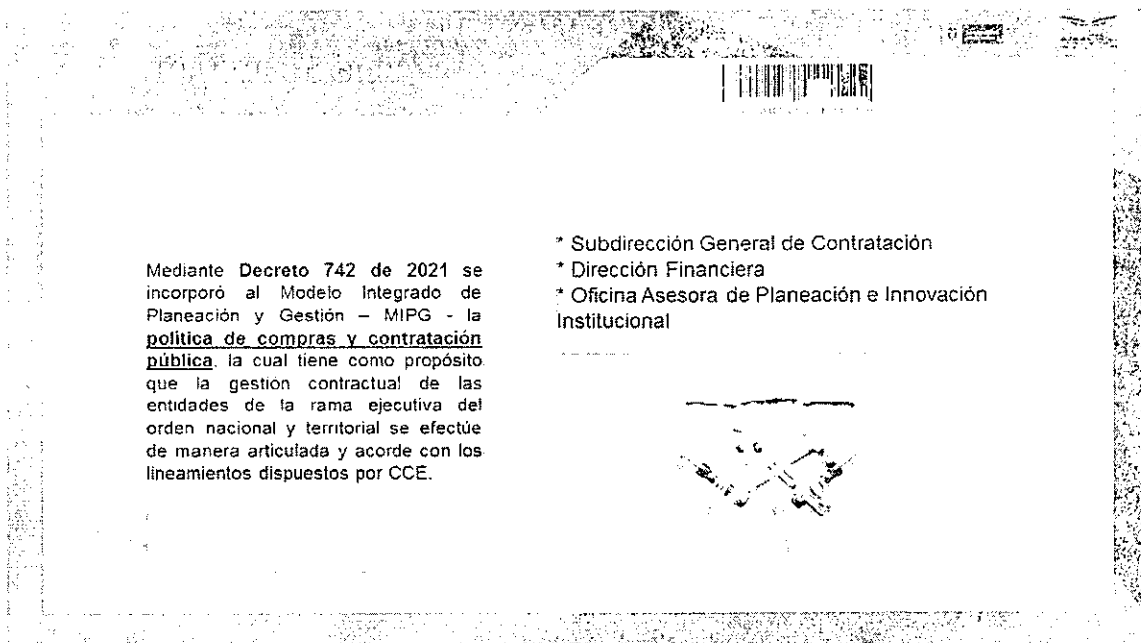 Mediante Decreto 742 de 2021 se
incorporó al Modelo Integrado de
Planeación y Gestión – MIPG - la
política de compras y contratación
pública, la cual tiene como propósito
que la gestión contractual de las
entidades de la rama ejecutiva del
orden nacional y territorial se efectúe
de manera articulada y acorde con los
lineamientos dispuestos por CCE.
* Subdirección General de Contratación
* Dirección Financiera
* Oficina Asesora de Planeación e Innovación
Institucional